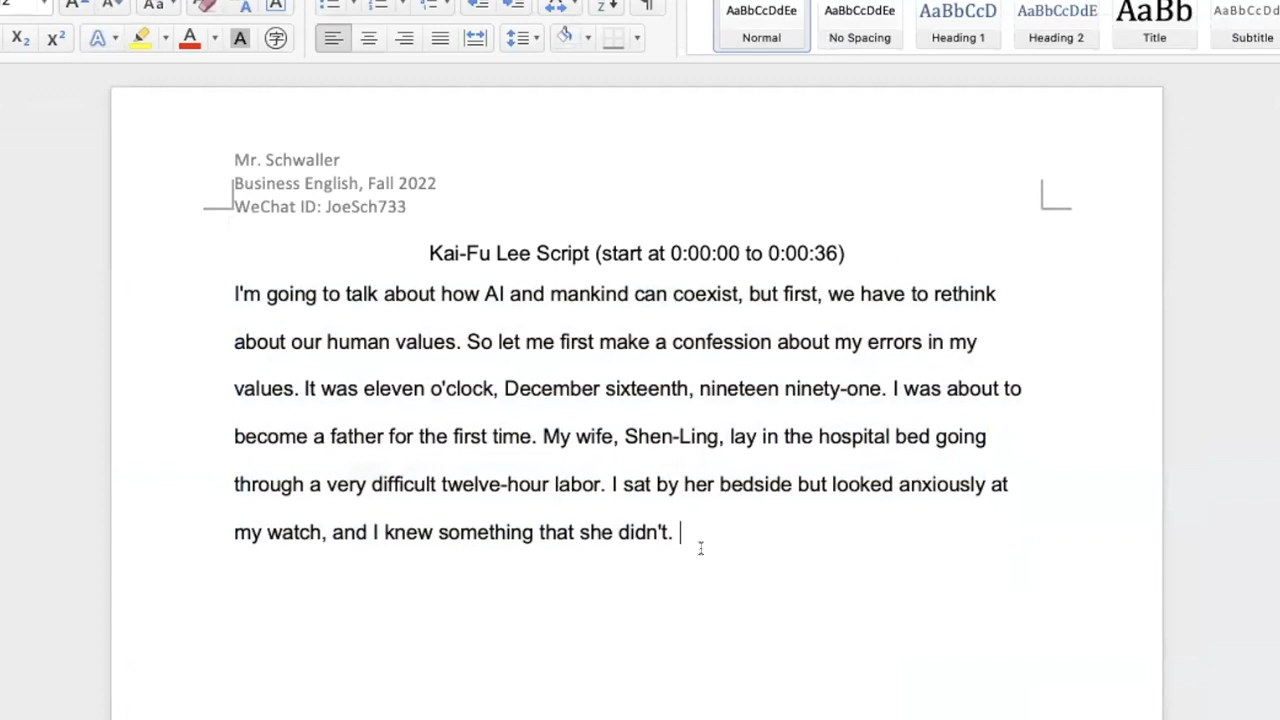 2
A
A
Aa
A
A
X₂
X²
A
A
A
字
AaBbCcDdEe
AaBbCcDdEe
AaBbCcD
AaBbCcDdE
AaBb
AaBbCcDd
Normal
No Spacing
Heading 1
Heading 2
Title
Subtitle
Mr. Schwaller
Business English, Fall 2022
WeChat ID: JoeSch733
Kai-Fu Lee Script (start at 0:00:00 to 0:00:36)
I'm going to talk about how AI and mankind can coexist, but first, we have to rethink
about our human values. So let me first make a confession about my errors in my
values. It was eleven o'clock, December sixteenth, nineteen ninety-one. I was about to
become a father for the first time. My wife, Shen-Ling, lay in the hospital bed going
through a very difficult twelve-hour labor. I sat by her bedside but looked anxiously at
my watch, and I knew something that she didn't.